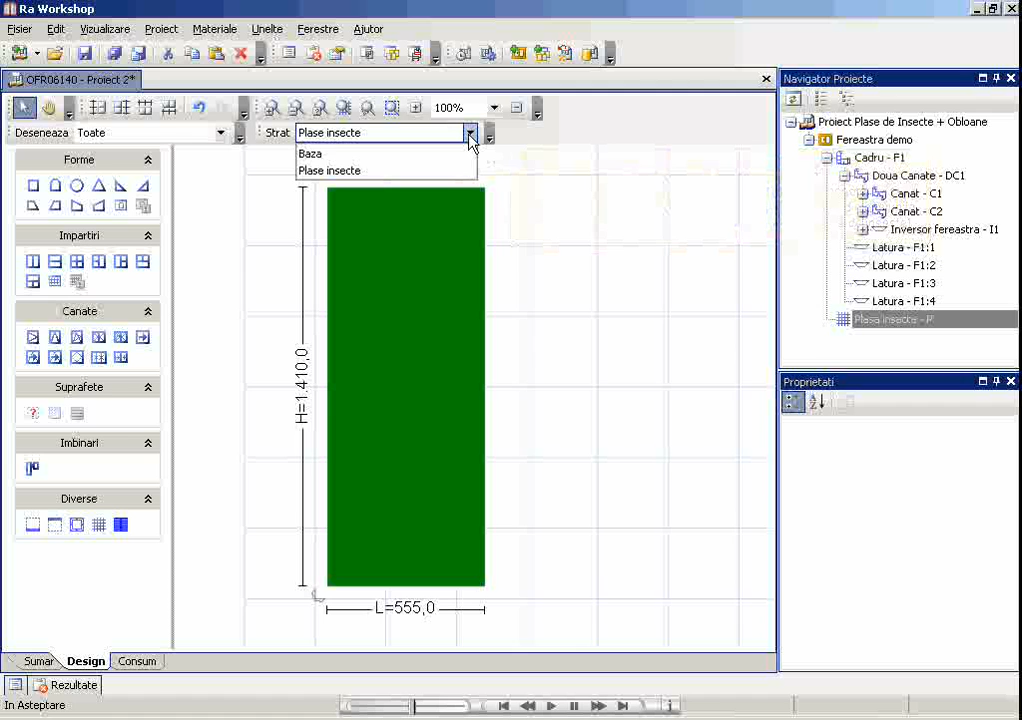 Ra Workshop
Fisier Edit Vizualizare Proiect Materiale Unelte Ferestre Ajutor
OFR06140 - Proiect 2*
100%
Deseneaza Toate
Strat Plase insecte
Baza
Plase insecte
Forme
Impartiri
Canate
Suprafete
Imbinari
Diverse
H=1.410,0
L=555,0
Navigator Proiecte
Proiect Plase de Insecte + Obloane
Fereastra demo
Cadru - F1
Doua Canate - DC1
Canat - C1
Canat - C2
Inversor fereastra - I1
Latura - F1:1
Latura - F1:2
Latura - F1:3
Latura - F1:4
Plasa insecte - P
Proprietati
Sumar Design Consum
Rezultate
In Asteptare